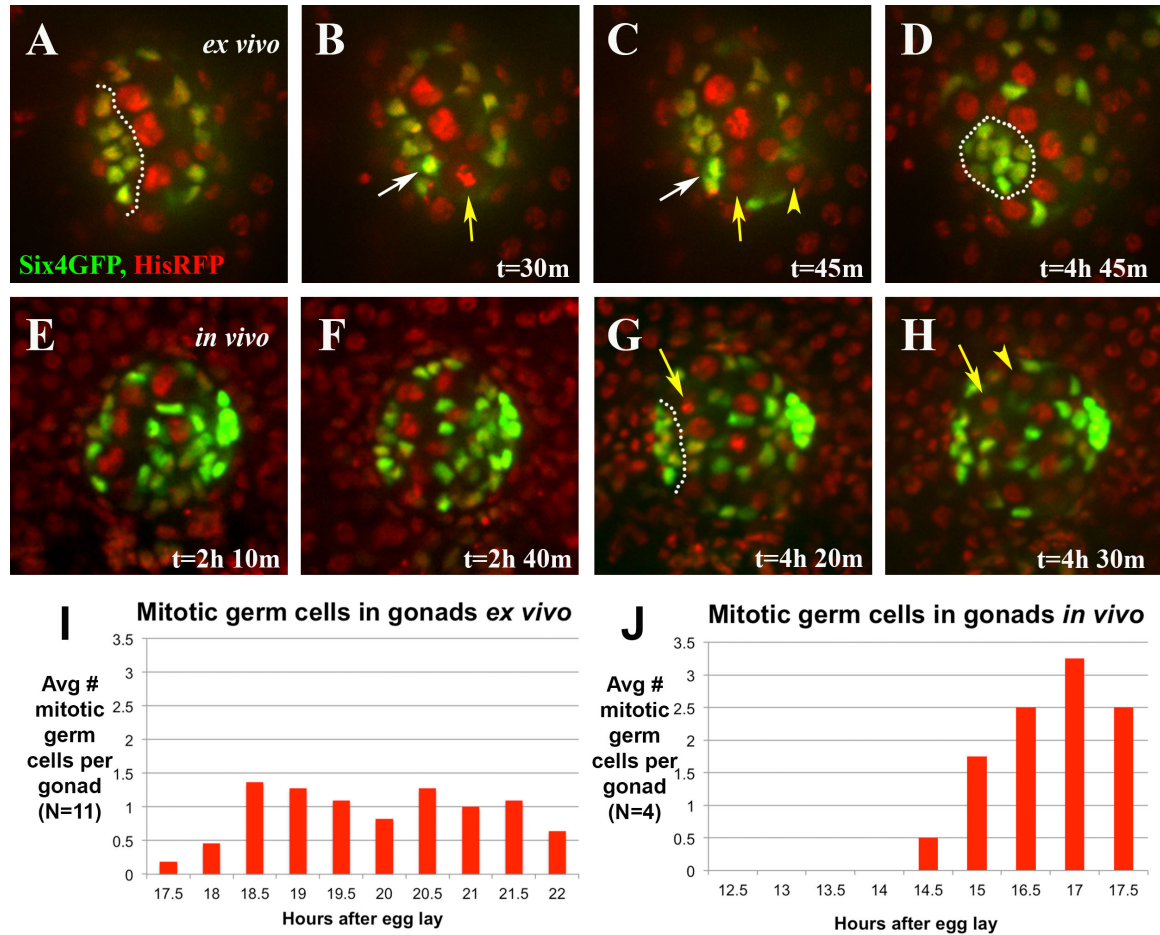 A
ex vivo
Six4GFP, HisRFP
B
t=30m
C
t=45m
D
t=4h 45m
E
in vivo
t=2h 10m
F
t=2h 40m
G
t=4h 20m
H
t=4h 30m
I
Mitotic germ cells in gonads ex vivo
Avg #
mitotic
germ
cells per
gonad
(N=11)
3.5
3
2.5
2
1.5
1
0.5
0
17.5 18 18.5 19 19.5 20 20.5 21 21.5 22
Hours after egg lay
J
Mitotic germ cells in gonads in vivo
Avg #
mitotic
germ
cells per
gonad
(N=4)
3.5
3
2.5
2
1.5
1
0.5
0
12.5 13 13.5 14 14.5 15 16.5 17 17.5
Hours after egg lay